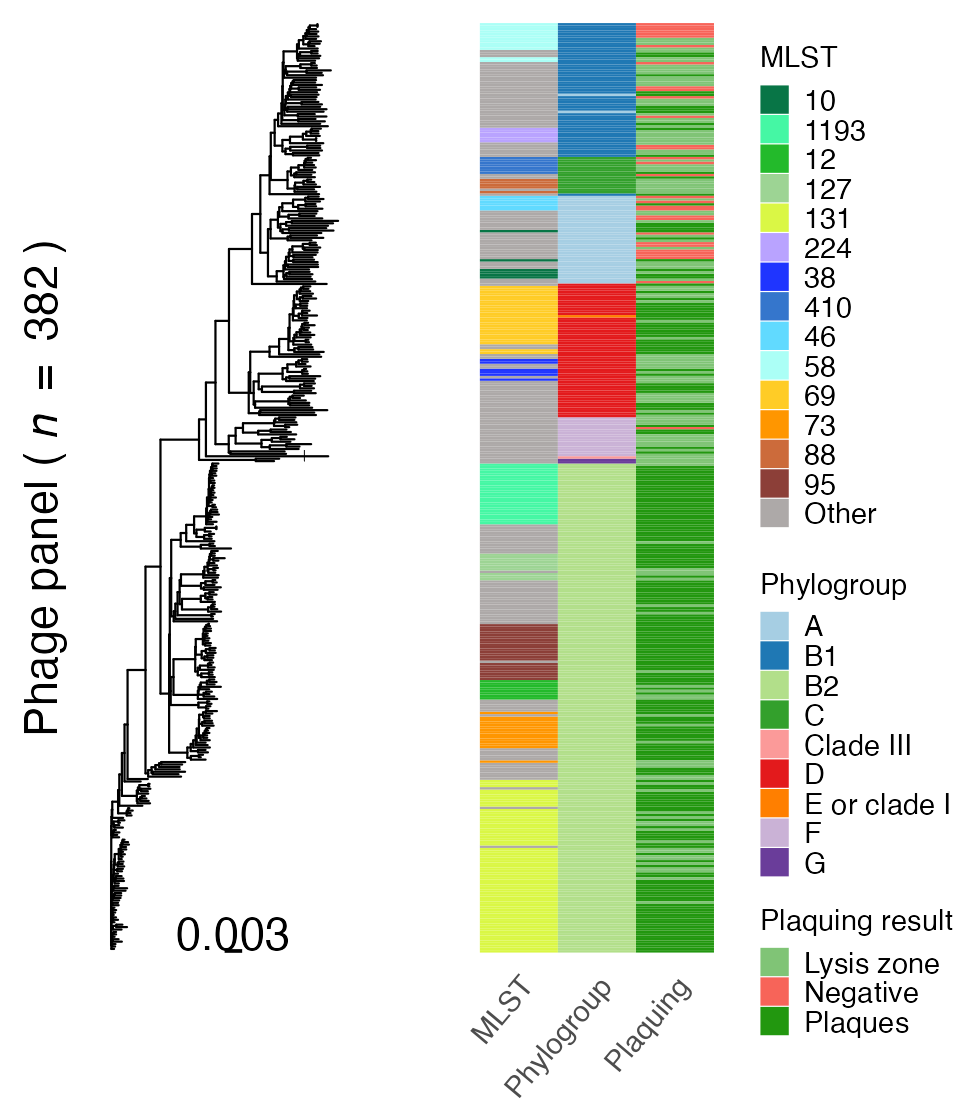 Phage panel ( n = 382 )
0.003
MLST
Phylogroup
Plaquing
MLST
10
1193
12
127
131
224
38
410
46
58
69
73
88
95
Other
Phylogroup
A
B1
B2
C
Clade III
D
E or clade I
F
G
Plaquing result
Lysis zone
Negative
Plaques